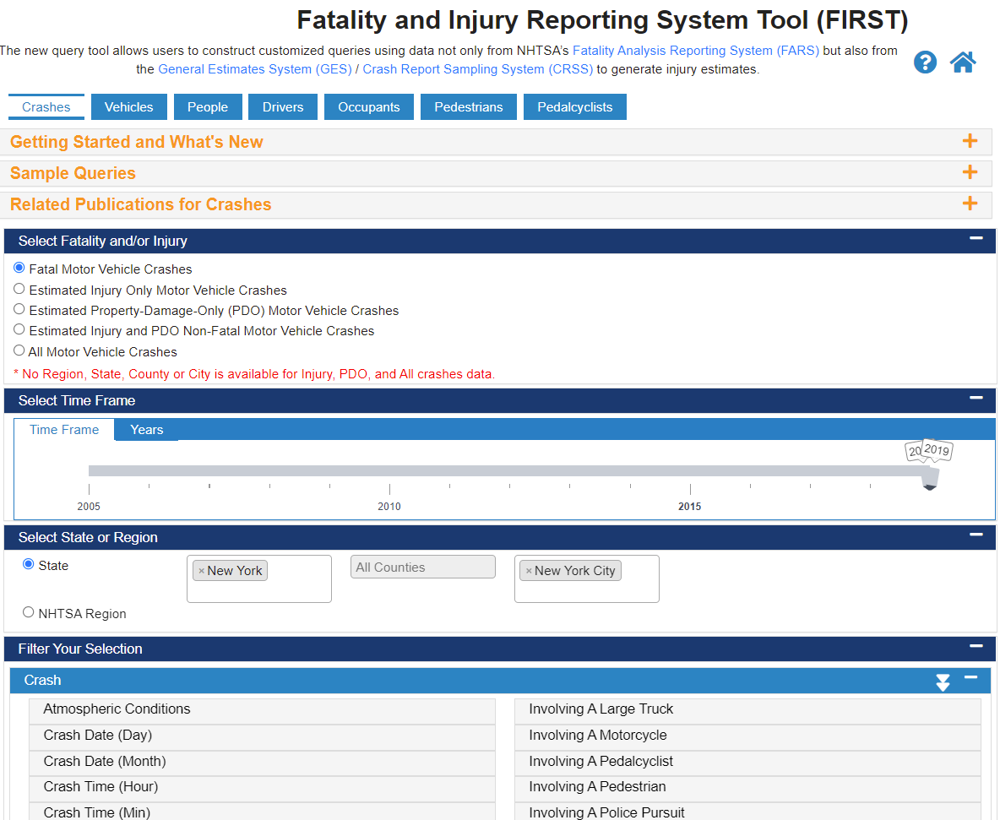 Fatality and Injury Reporting System Tool (FIRST)
The new query tool allows users to construct customized queries using data not only from NHTSA's Fatality Analysis Reporting System (FARS) but also from
the General Estimates System (GES) / Crash Report Sampling System (CRSS) to generate injury estimates.
?
Crashes Vehicles People Drivers Occupants Pedestrians Pedalcyclists
Getting Started and What's New +
Sample Queries +
Related Publications for Crashes +
Select Fatality and/or Injury
Fatal Motor Vehicle Crashes
Estimated Injury Only Motor Vehicle Crashes
Estimated Property-Damage-Only (PDO) Motor Vehicle Crashes
Estimated Injury and PDO Non-Fatal Motor Vehicle Crashes
All Motor Vehicle Crashes
* No Region, State, County or City is available for Injury, PDO, and All crashes data.
Select Time Frame
Time Frame Years
20 2019
2005 2010 2015
Select State or Region
State × New York All Counties × New York City
NHTSA Region
Filter Your Selection
Crash
Atmospheric Conditions Involving A Large Truck
Crash Date (Day) Involving A Motorcycle
Crash Date (Month) Involving A Pedalcyclist
Crash Time (Hour) Involving A Pedestrian
Crash Time (Min) Involving A Police Pursuit